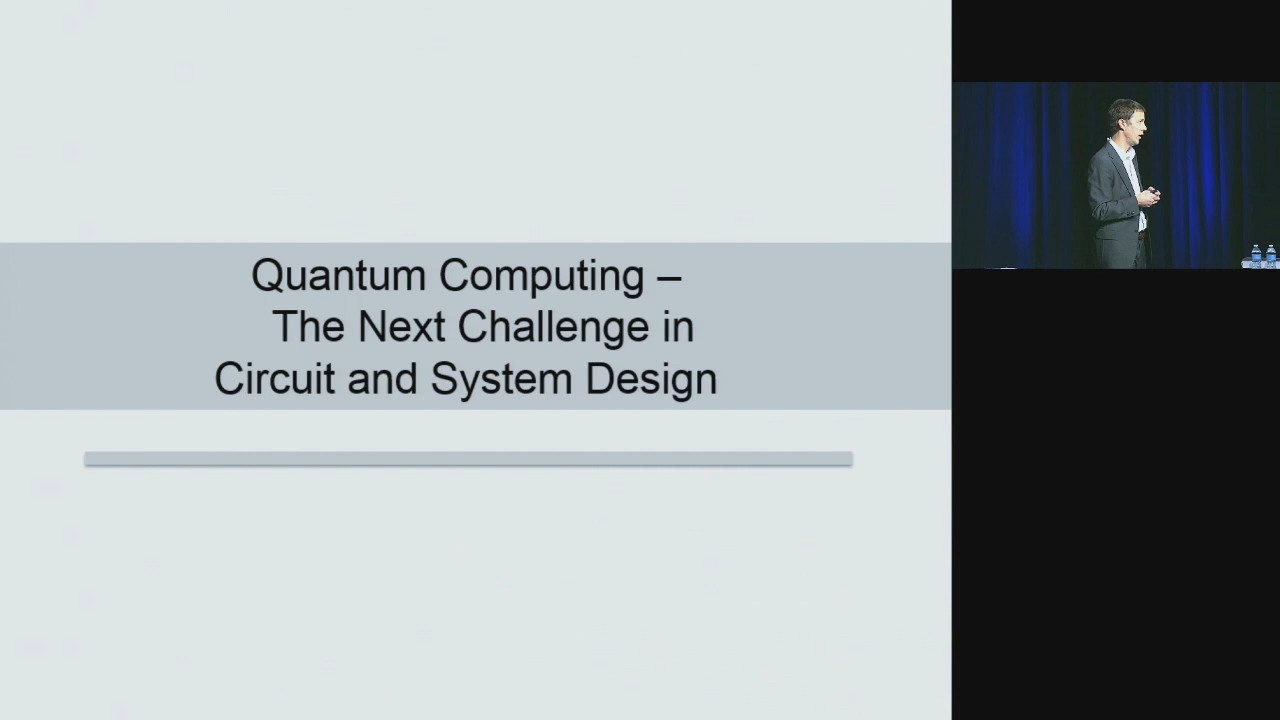 Quantum Computing –
The Next Challenge in
Circuit and System Design